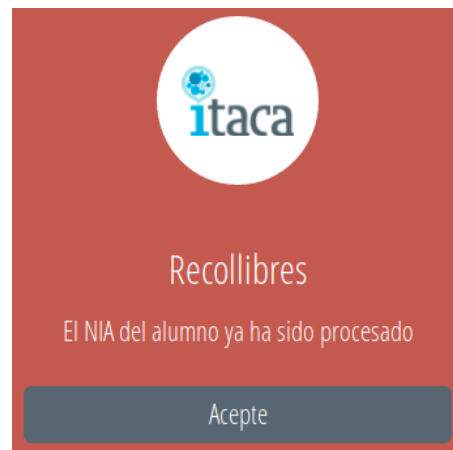 itaca
Recollibres
El NIA del alumno ya ha sido procesado
Acepte